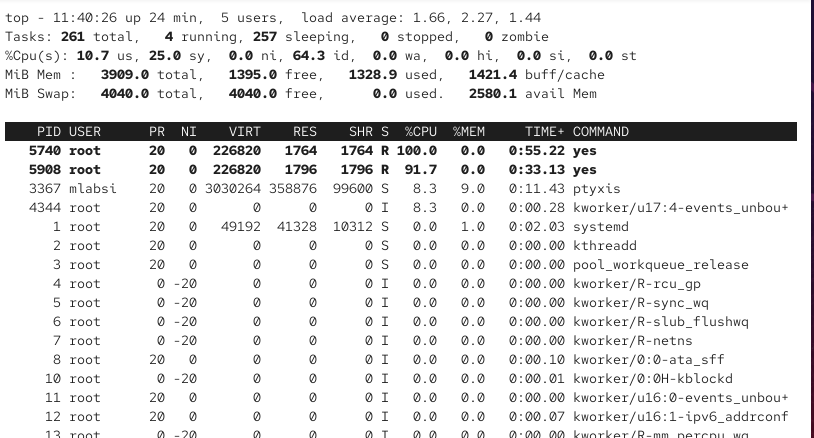 top - 11:40:26 up 24 min,  5 users,  load average: 1.66, 2.27, 1.44
Tasks: 261 total,   4 running, 257 sleeping,   0 stopped,   0 zombie
%Cpu(s): 10.7 us, 25.0 sy,  0.0 ni, 64.3 id,  0.0 wa,  0.0 hi,  0.0 si,  0.0 st
MiB Mem :   3909.0 total,   1395.0 free,   1328.9 used,   1421.4 buff/cache
MiB Swap:   4040.0 total,   4040.0 free,      0.0 used.   2580.1 avail Mem
PID USER      PR  NI    VIRT    RES    SHR S  %CPU  %MEM     TIME+ COMMAND
5740 root      20   0  226820   1764   1764 R 100.0   0.0   0:55.22 yes
5908 root      20   0  226820   1796   1796 R  91.7   0.0   0:33.13 yes
3367 mlabsi    20   0 3030264 358876  99600 S   8.3   9.0   0:11.43 ptyxis
4344 root      20   0       0      0      0 I   8.3   0.0   0:00.28 kworker/u17:4-events_unbou+
1 root      20   0   49192  41328  10312 S   0.0   1.0   0:02.03 systemd
2 root      20   0       0      0      0 S   0.0   0.0   0:00.00 kthreadd
3 root      20   0       0      0      0 S   0.0   0.0   0:00.00 pool_workqueue_release
4 root       0 -20       0      0      0 I   0.0   0.0   0:00.00 kworker/R-rcu_gp
5 root       0 -20       0      0      0 I   0.0   0.0   0:00.00 kworker/R-sync_wq
6 root       0 -20       0      0      0 I   0.0   0.0   0:00.00 kworker/R-slub_flushwq
7 root       0 -20       0      0      0 I   0.0   0.0   0:00.00 kworker/R-netns
8 root      20   0       0      0      0 I   0.0   0.0   0:00.10 kworker/0:0-ata_sff
10 root       0 -20       0      0      0 I   0.0   0.0   0:00.01 kworker/0:0H-kblockd
11 root      20   0       0      0      0 I   0.0   0.0   0:00.00 kworker/u16:0-events_unbou+
12 root      20   0       0      0      0 I   0.0   0.0   0:00.07 kworker/u16:1-ipv6_addrconf
13 root       0 -20       0      0      0 I   0.0   0.0   0:00.00 kworker/R-mm_percpu_wq